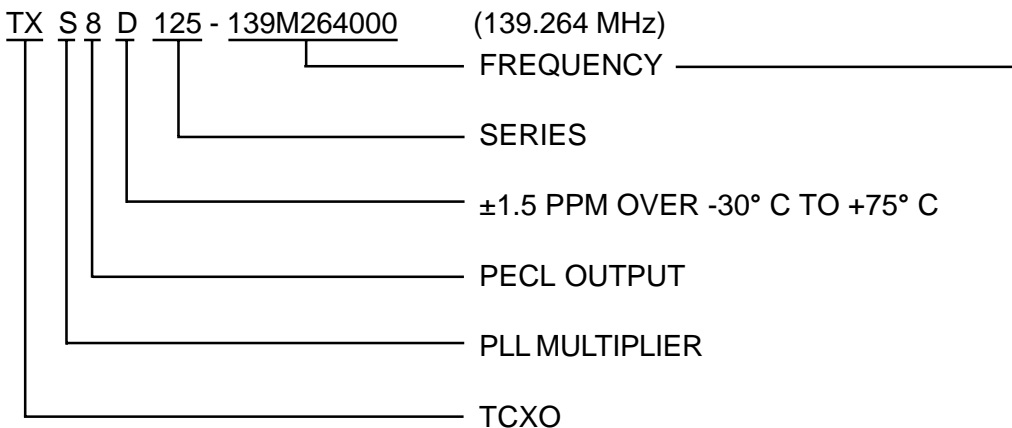 TX S 8 D 125 - 139M264000 (139.264 MHz)
FREQUENCY
SERIES
±1.5 PPM OVER -30° C TO +75° C
PECL OUTPUT
PLL MULTIPLIER
TCXO